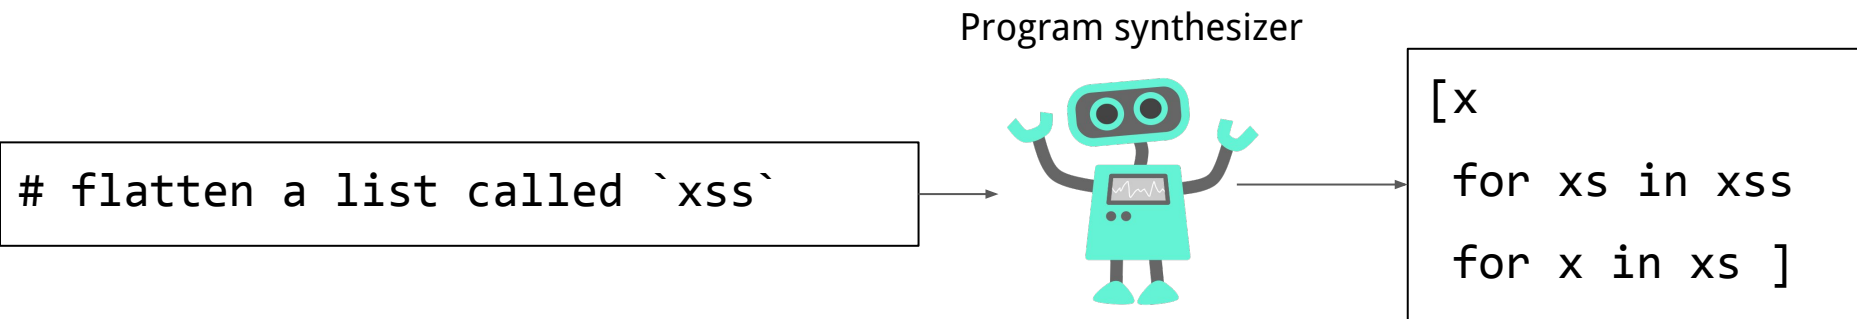 Program synthesizer
# flatten a list called `xss`
[x
for xs in xss
for x in xs ]